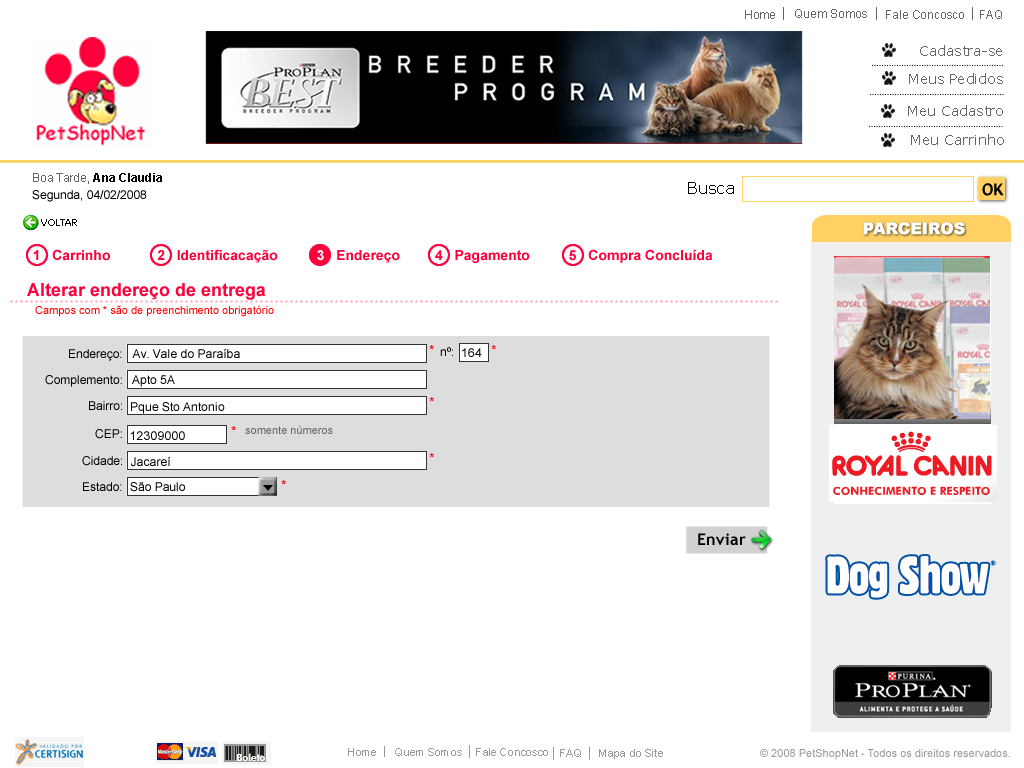 Home | Quem Somos | Fale Concosco | FAQ
PetShopNet
PROPLAN
BEST
BREEDER PROGRAM
BREEDER
PROGRAM
Cadastra-se
Meus Pedidos
Meu Cadastro
Meu Carrinho
Boa Tarde, Ana Claudia
Segunda, 04/02/2008
Busca OK
VOLTAR
1 Carrinho 2 Identificacação 3 Endereço 4 Pagamento 5 Compra Concluída
Alterar endereço de entrega
Campos com * são de preenchimento obrigatório
Endereço: Av. Vale do Paraíba * nº: 164 *
Complemento: Apto 5A
Bairro: Pque Sto Antonio *
CEP: 12309000 * somente números
Cidade: Jacareí *
Estado: São Paulo *
Enviar
PARCEIROS
ROYAL CANIN
CONHECIMENTO E RESPEITO
Dog Show
PURINA
PROPLAN
ALIMENTA E PROTEGE A SAÚDE
VALIDADO POR
CERTISIGN
MasterCard VISA Boleto
Home | Quem Somos | Fale Concosco | FAQ | Mapa do Site
© 2008 PetShopNet - Todos os direitos reservados.